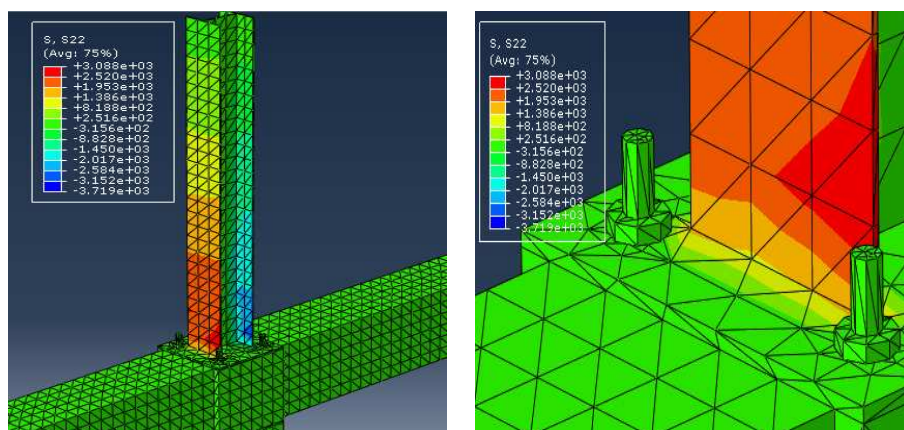 S, S22
(Avg: 75%)
+3.088e+03
+2.520e+03
+1.953e+03
+1.386e+03
+8.188e+02
+2.516e+02
-3.156e+02
-8.828e+02
-1.450e+03
-2.017e+03
-2.584e+03
-3.152e+03
-3.719e+03
S, S22
(Avg: 75%)
+3.088e+03
+2.520e+03
+1.953e+03
+1.386e+03
+8.188e+02
+2.516e+02
-3.156e+02
-8.828e+02
-1.450e+03
-2.017e+03
-2.584e+03
-3.152e+03
-3.719e+03